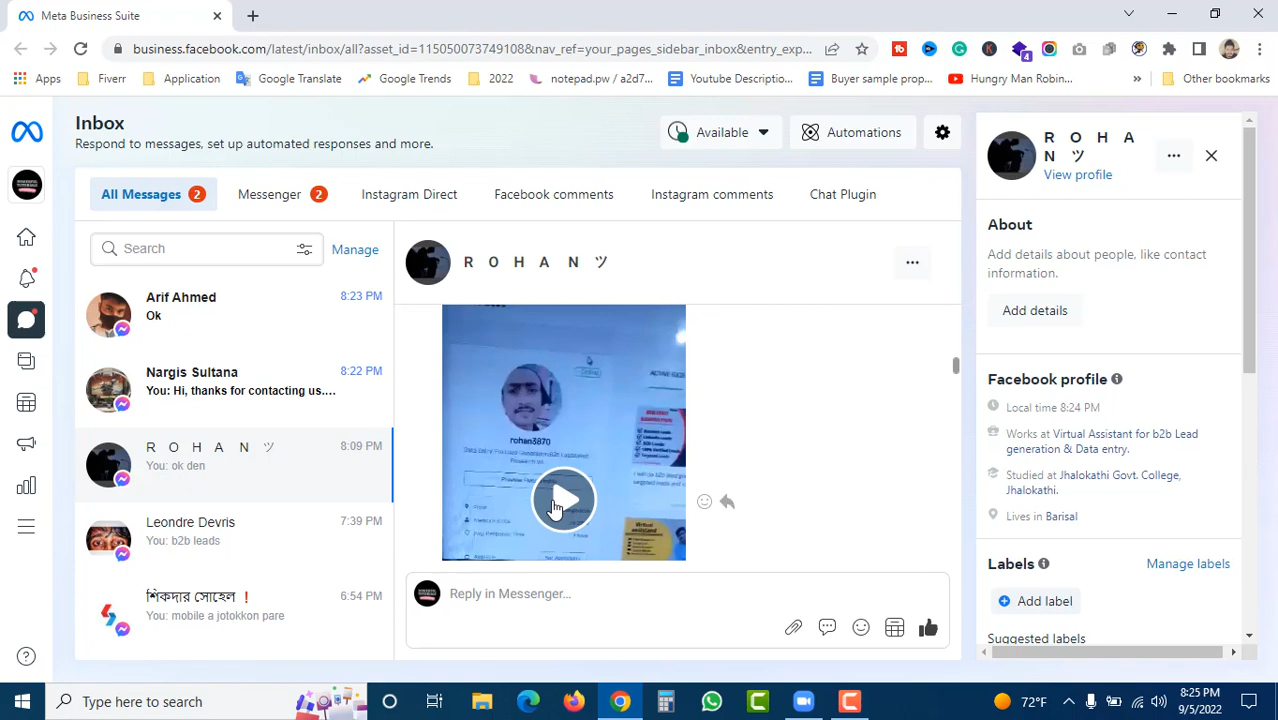 Meta Business Suite
business.facebook.com/latest/inbox/all?asset_id=115050073749108&nav_ref=your_pages_sidebar_inbox&entry_exp...
4
Apps
Fiverr
Application
Google Translate
Google Trends
2022
notepad.pw / a2d7...
Youtube Descriptio...
Buyer sample prop...
Hungry Man Robin...
»
Other bookmarks
Inbox
Respond to messages, set up automated responses and more.
Available
Automations
All Messages 2
Messenger 2
Instagram Direct
Facebook comments
Instagram comments
Chat Plugin
Search
Manage
Arif Ahmed
8:23 PM
Ok
Nargis Sultana
8:22 PM
You: Hi, thanks for contacting us....
R O H A N ツ
8:09 PM
You: ok den
Leondre Devris
7:39 PM
You: b2b leads
শিকদার সোহেল !
6:54 PM
You: mobile a jotokkon pare
R O H A N ツ
rohan3870
Virtual
assistant
Reply in Messenger...
R O H A
N ツ
View profile
About
Add details about people, like contact
information.
Add details
Facebook profile
Local time 8:24 PM
Works at Virtual Assistant for b2b Lead
generation & Data entry.
Studied at Jhalokathi Govt. College,
Jhalokathi.
Lives in Barisal
Labels
Manage labels
Add label
Suggested labels
Type here to search
72°F
8:25 PM
9/5/2022